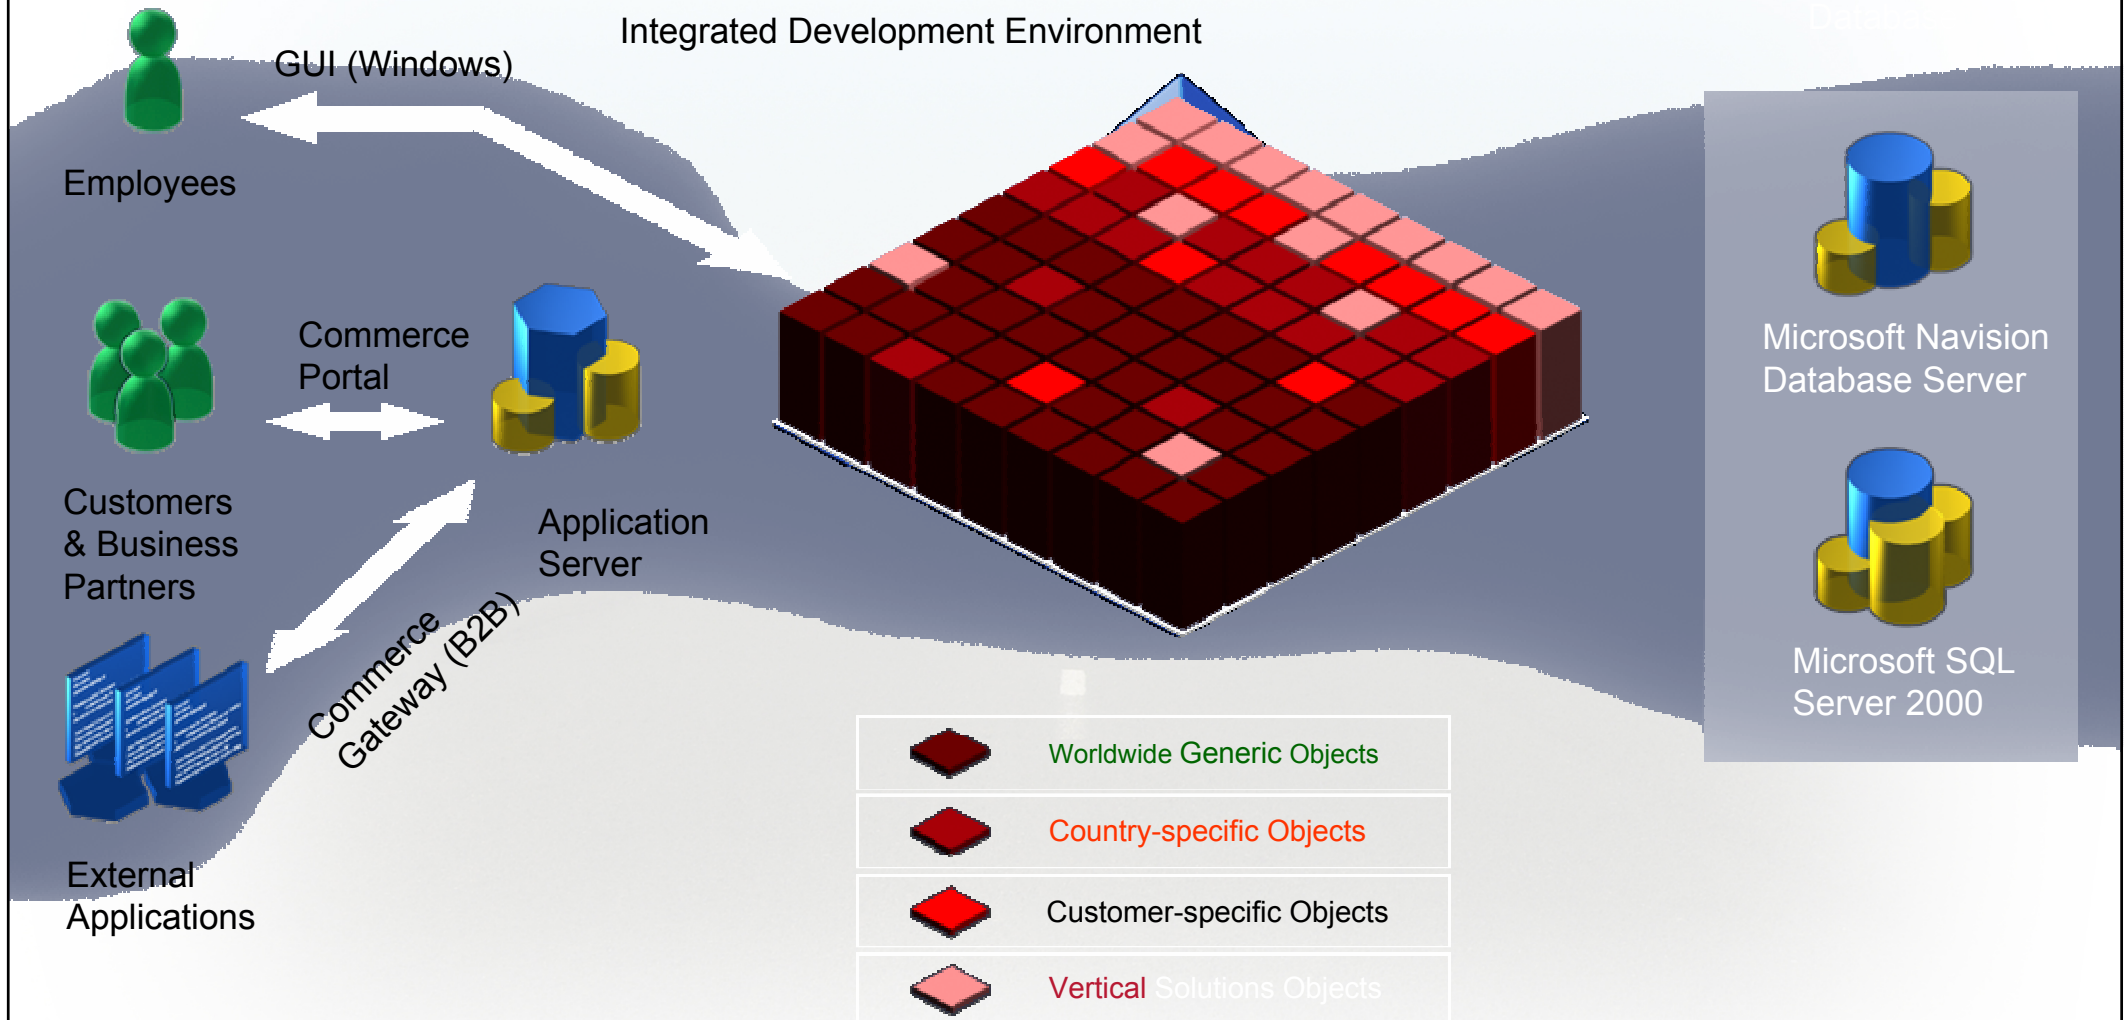 Integrated Development Environment
GUI (Windows)
Employees
Commerce
Portal
Customers
& Business
Partners
Application
Server
Commerce
Gateway (B2B)
External
Applications
Microsoft Navision
Database Server
Microsoft SQL
Server 2000
Worldwide Generic Objects
Country-specific Objects
Customer-specific Objects
Vertical Solutions Objects